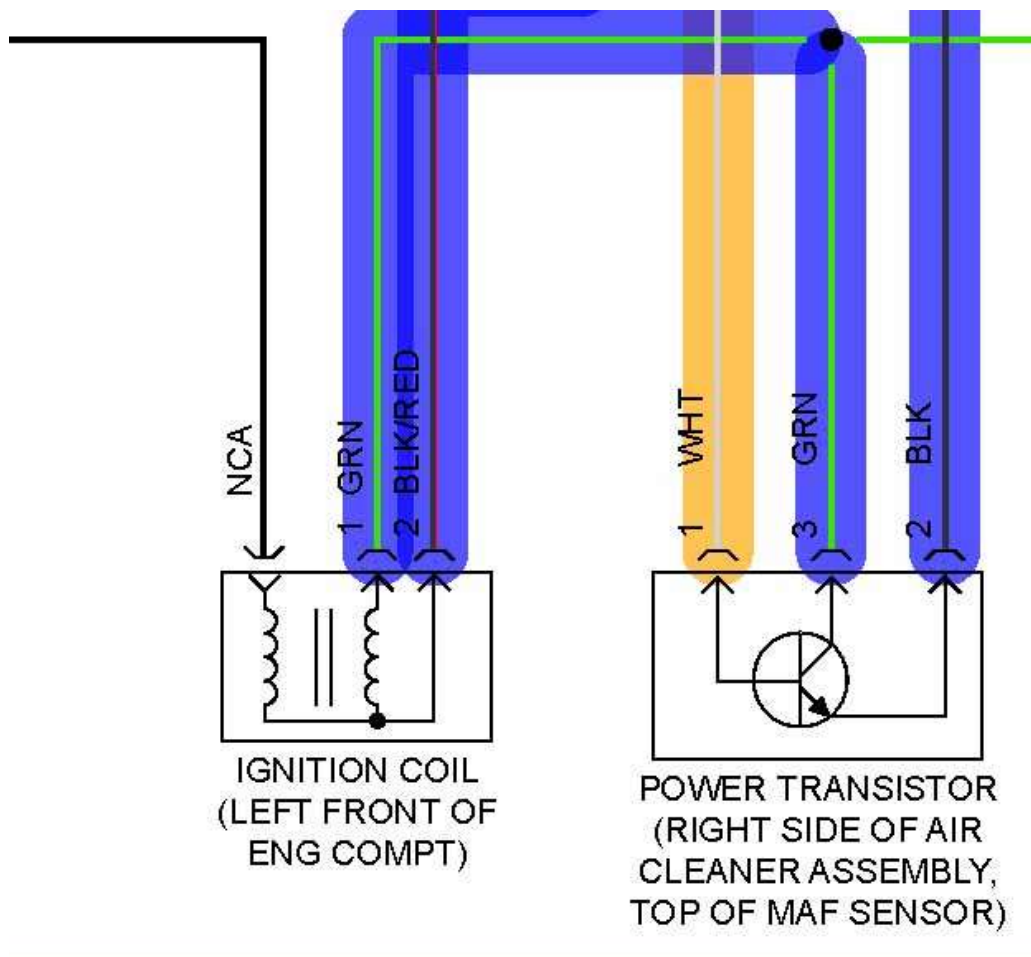 NCA
1 GRN
2 BLK/RED
1 WHT
3 GRN
2 BLK
IGNITION COIL
(LEFT FRONT OF
ENG COMPT)
POWER TRANSISTOR
(RIGHT SIDE OF AIR
CLEANER ASSEMBLY,
TOP OF MAF SENSOR)